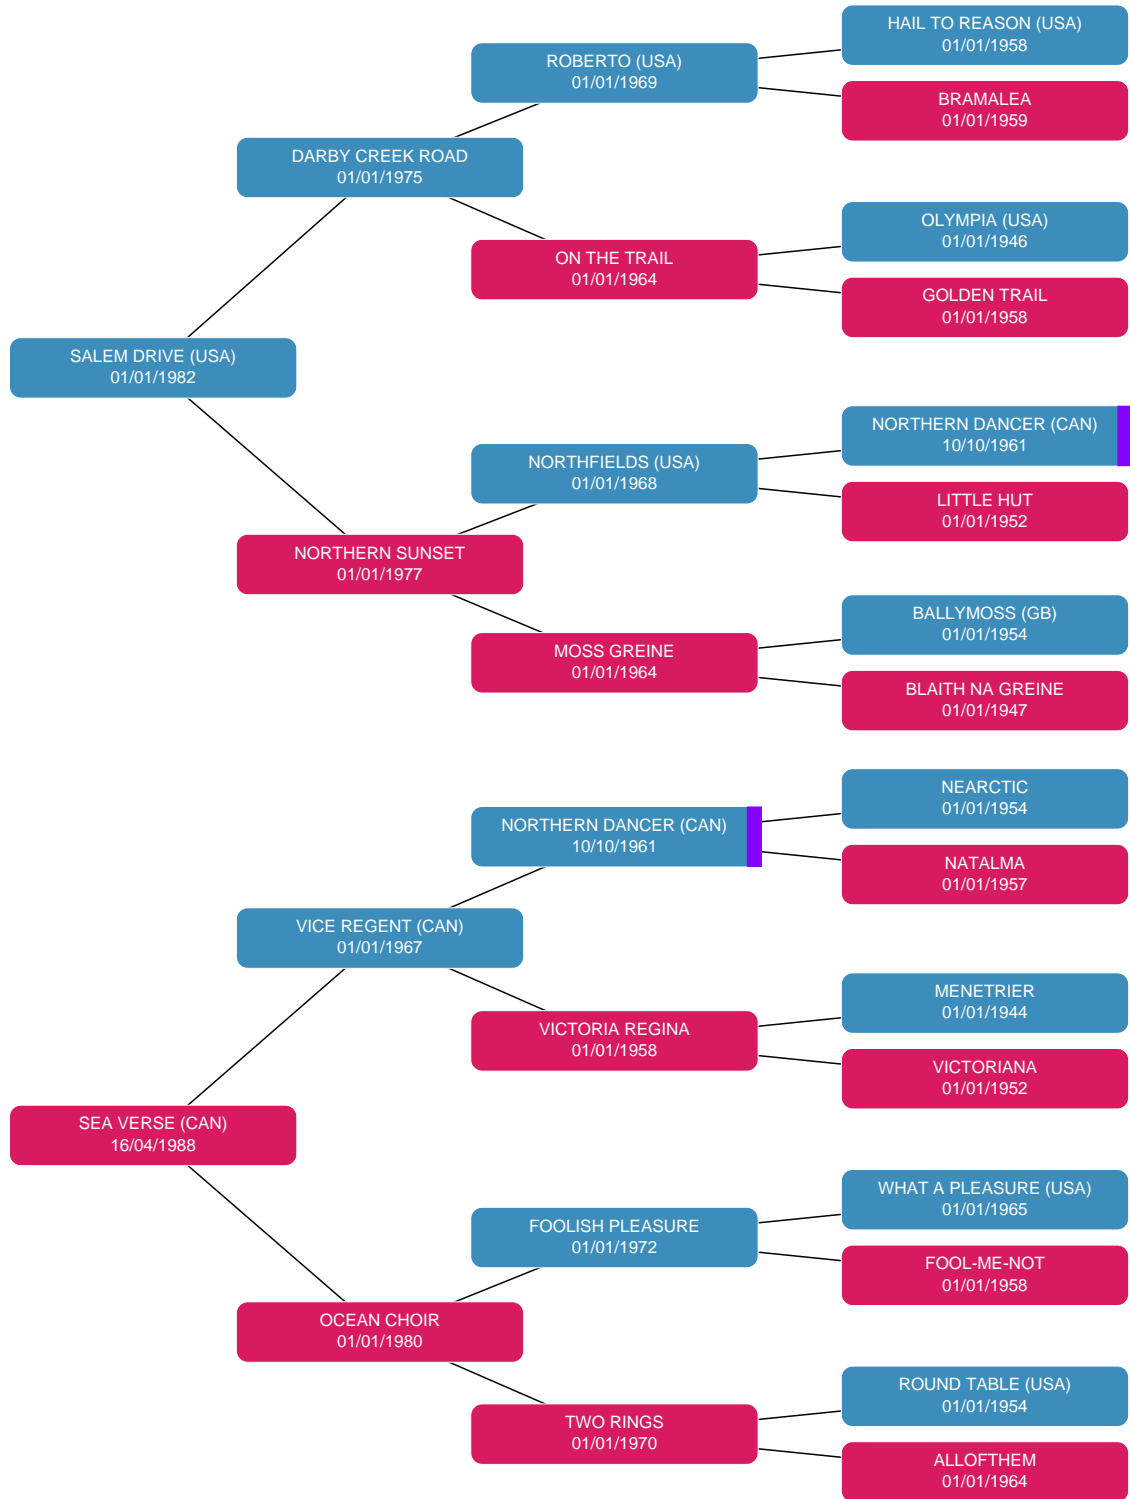 HAIL TO REASON (USA)
01/01/1958
ROBERTO (USA)
01/01/1969
BRAMALEA
01/01/1959
DARBY CREEK ROAD
01/01/1975
OLYMPIA (USA)
01/01/1946
ON THE TRAIL
01/01/1964
GOLDEN TRAIL
01/01/1958
SALEM DRIVE (USA)
01/01/1982
NORTHERN DANCER (CAN)
10/10/1961
NORTHFIELDS (USA)
01/01/1968
LITTLE HUT
01/01/1952
NORTHERN SUNSET
01/01/1977
BALLYMOSS (GB)
01/01/1954
MOSS GREINE
01/01/1964
BLAITH NA GREINE
01/01/1947
NEARCTIC
01/01/1954
NORTHERN DANCER (CAN)
10/10/1961
NATALMA
01/01/1957
VICE REGENT (CAN)
01/01/1967
MENETRIER
01/01/1944
VICTORIA REGINA
01/01/1958
VICTORIANA
01/01/1952
SEA VERSE (CAN)
16/04/1988
WHAT A PLEASURE (USA)
01/01/1965
FOOLISH PLEASURE
01/01/1972
FOOL-ME-NOT
01/01/1958
OCEAN CHOIR
01/01/1980
ROUND TABLE (USA)
01/01/1954
TWO RINGS
01/01/1970
ALLOFTHEM
01/01/1964